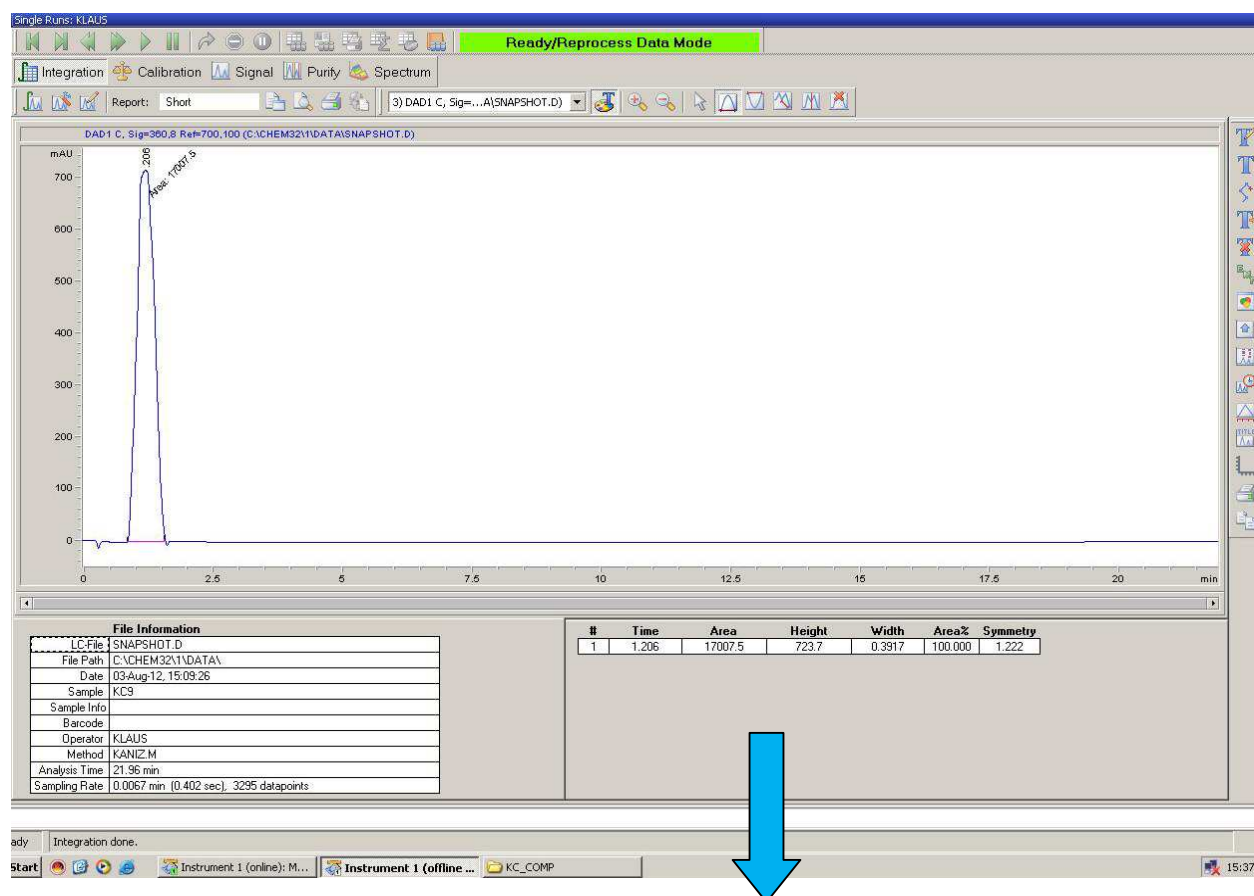 Single Runs: KLAUS
Ready/Reprocess Data Mode
Integration Calibration Signal Purify Spectrum
Report: Short 3) DAD1 C, Sig=...A\SNAPSHOT.D)
DAD1 C, Sig=360,8 Ref=700,100 (C:\CHEM32\1\DATA\SNAPSHOT.D)
mAU
.206
Area: 17007.5
700
600
500
400
300
200
100
0
0 2.5 5 7.5 10 12.5 15 17.5 20 min
File Information
LC-File SNAPSHOT.D
File Path C:\CHEM32\1\DATA\
Date 03-Aug-12, 15:09:26
Sample KC9
Sample Info
Barcode
Operator KLAUS
Method KANIZ.M
Analysis Time 21.96 min
Sampling Rate 0.0067 min (0.402 sec), 3295 datapoints
# Time Area Height Width Area% Symmetry
1 1.206 17007.5 723.7 0.3917 100.000 1.222
ady Integration done.
Start Instrument 1 (online): M... Instrument 1 (offline ... KC_COMP 15:37